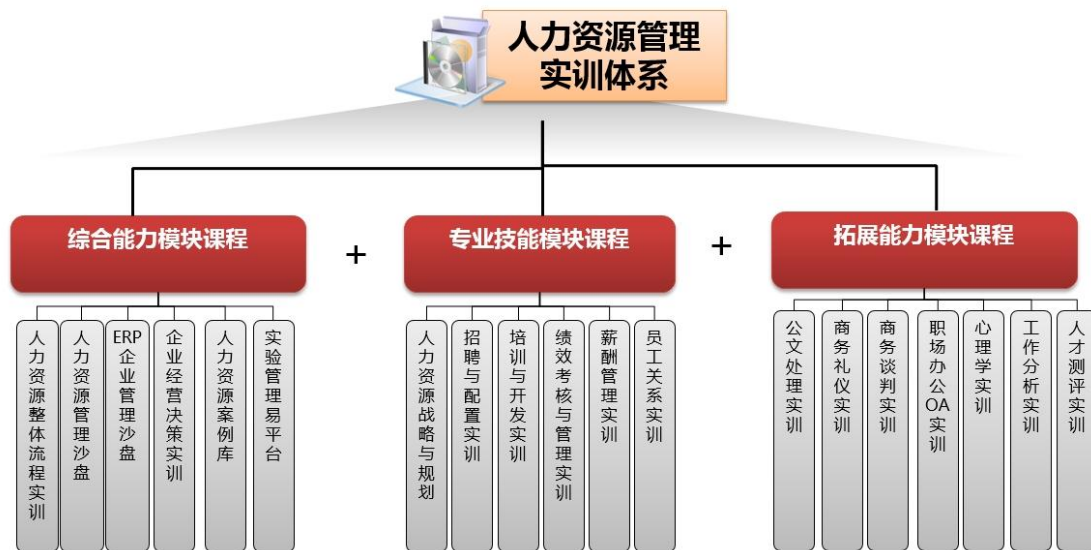 人力资源管理
实训体系
综合能力模块课程
+
专业技能模块课程
+
拓展能力模块课程
人力资源整体流程实训
人力资源管理沙盘
ERP企业管理沙盘
企业经营决策实训
人力资源案例库
实验管理易平台
人力资源战略与规划
招聘与配置实训
培训与开发实训
绩效考核与管理实训
薪酬管理实训
员工关系实训
公文处理实训
商务礼仪实训
商务谈判实训
职场办公OA实训
心理学实训
工作分析实训
人才测评实训